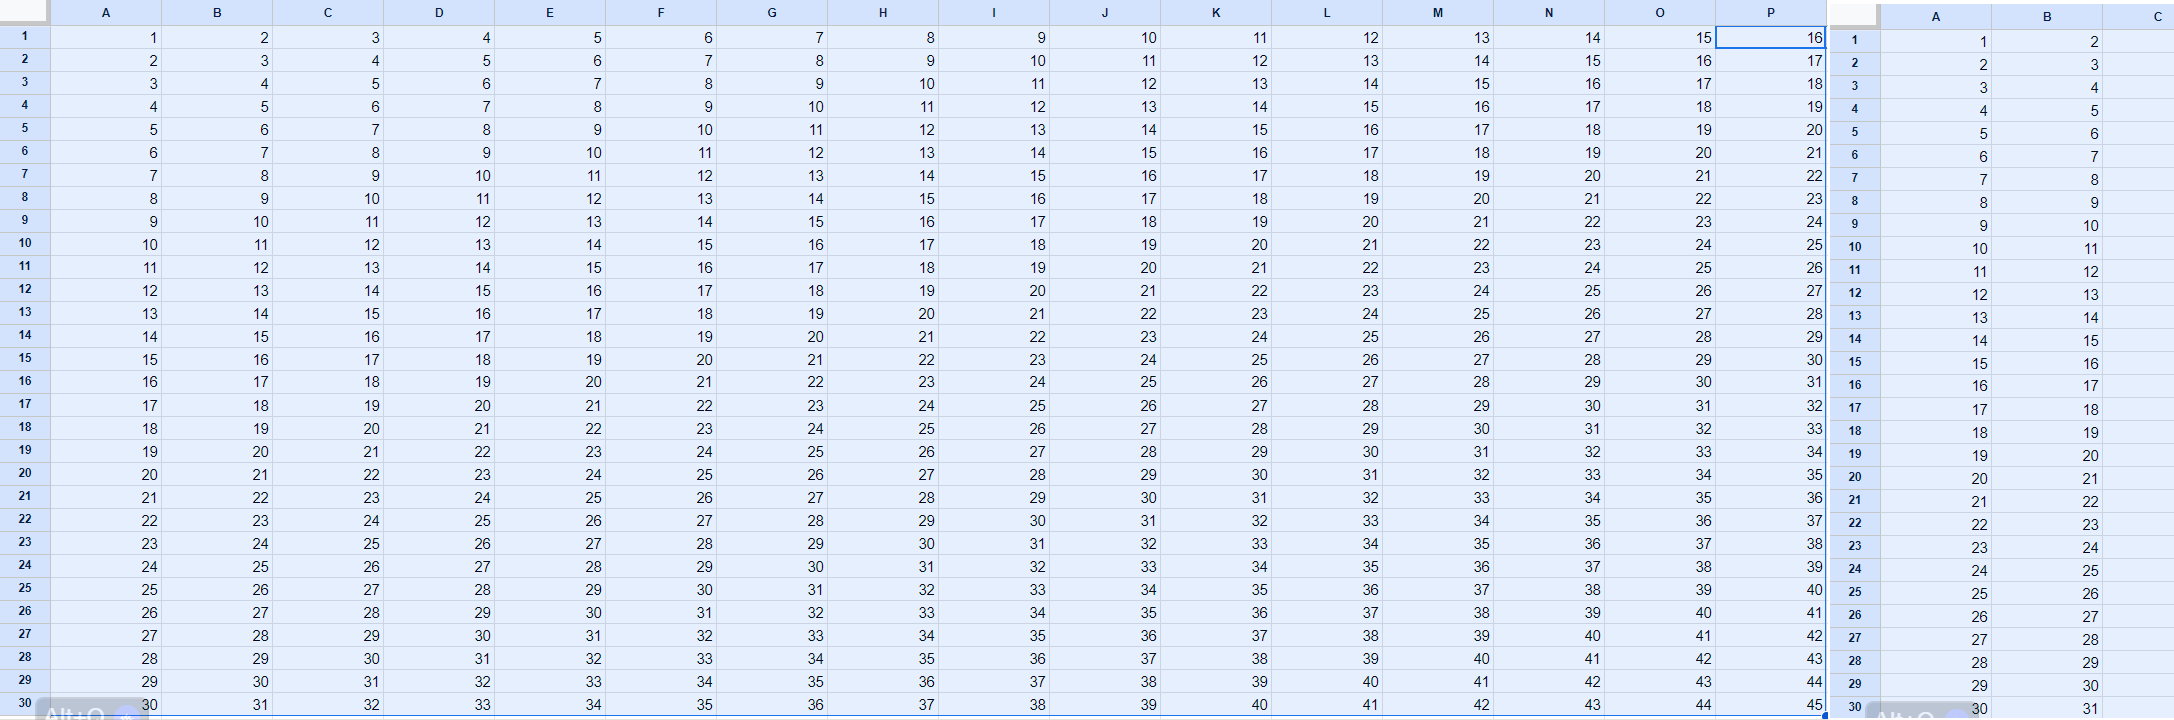 A B C D E F G H I J K L M N O P A B C
1 1 2 3 4 5 6 7 8 9 10 11 12 13 14 15 16 1 1 2
2 2 3 4 5 6 7 8 9 10 11 12 13 14 15 16 17 2 2 3
3 3 4 5 6 7 8 9 10 11 12 13 14 15 16 17 18 3 3 4
4 4 5 6 7 8 9 10 11 12 13 14 15 16 17 18 19 4 4 5
5 5 6 7 8 9 10 11 12 13 14 15 16 17 18 19 20 5 5 6
6 6 7 8 9 10 11 12 13 14 15 16 17 18 19 20 21 6 6 7
7 7 8 9 10 11 12 13 14 15 16 17 18 19 20 21 22 7 7 8
8 8 9 10 11 12 13 14 15 16 17 18 19 20 21 22 23 8 8 9
9 9 10 11 12 13 14 15 16 17 18 19 20 21 22 23 24 9 9 10
10 10 11 12 13 14 15 16 17 18 19 20 21 22 23 24 25 10 10 11
11 11 12 13 14 15 16 17 18 19 20 21 22 23 24 25 26 11 11 12
12 12 13 14 15 16 17 18 19 20 21 22 23 24 25 26 27 12 12 13
13 13 14 15 16 17 18 19 20 21 22 23 24 25 26 27 28 13 13 14
14 14 15 16 17 18 19 20 21 22 23 24 25 26 27 28 29 14 14 15
15 15 16 17 18 19 20 21 22 23 24 25 26 27 28 29 30 15 15 16
16 16 17 18 19 20 21 22 23 24 25 26 27 28 29 30 31 16 16 17
17 17 18 19 20 21 22 23 24 25 26 27 28 29 30 31 32 17 17 18
18 18 19 20 21 22 23 24 25 26 27 28 29 30 31 32 33 18 18 19
19 19 20 21 22 23 24 25 26 27 28 29 30 31 32 33 34 19 19 20
20 20 21 22 23 24 25 26 27 28 29 30 31 32 33 34 35 20 20 21
21 21 22 23 24 25 26 27 28 29 30 31 32 33 34 35 36 21 21 22
22 22 23 24 25 26 27 28 29 30 31 32 33 34 35 36 37 22 22 23
23 23 24 25 26 27 28 29 30 31 32 33 34 35 36 37 38 23 23 24
24 24 25 26 27 28 29 30 31 32 33 34 35 36 37 38 39 24 24 25
25 25 26 27 28 29 30 31 32 33 34 35 36 37 38 39 40 25 25 26
26 26 27 28 29 30 31 32 33 34 35 36 37 38 39 40 41 26 26 27
27 27 28 29 30 31 32 33 34 35 36 37 38 39 40 41 42 27 27 28
28 28 29 30 31 32 33 34 35 36 37 38 39 40 41 42 43 28 28 29
29 29 30 31 32 33 34 35 36 37 38 39 40 41 42 43 44 29 29 30
30 Alt+Q 30 31 32 33 34 35 36 37 38 39 40 41 42 43 44 45 30 Alt+Q 30 31